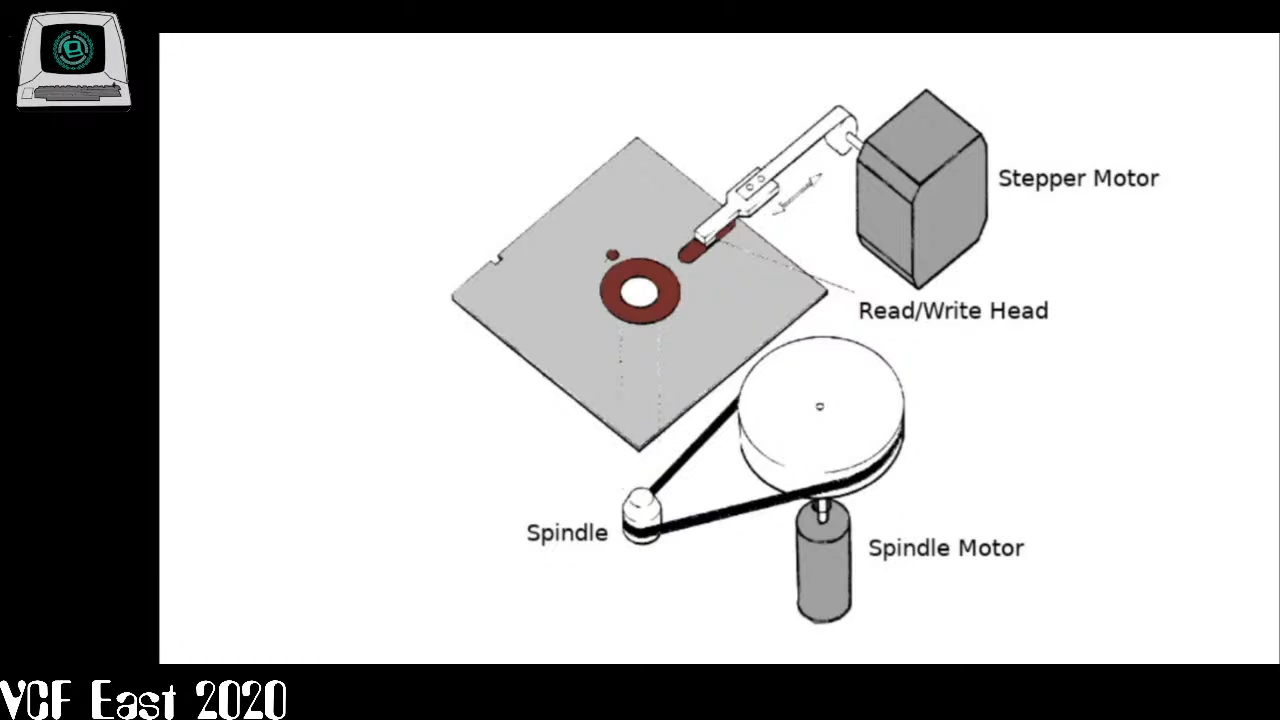 Stepper Motor
Read/Write Head
Spindle
Spindle Motor
VCF East 2020